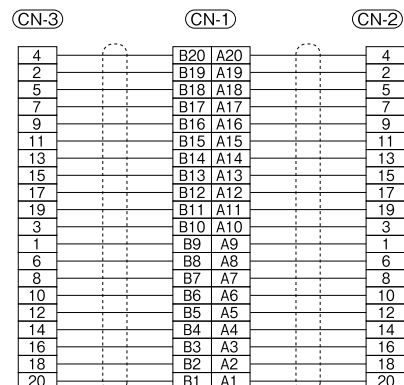 CN-3 CN-1 CN-2
4 B20 A20 4
2 B19 A19 2
5 B18 A18 5
7 B17 A17 7
9 B16 A16 9
11 B15 A15 11
13 B14 A14 13
15 B13 A13 15
17 B12 A12 17
19 B11 A11 19
3 B10 A10 3
1 B9 A9 1
6 B8 A8 6
8 B7 A7 8
10 B6 A6 10
12 B5 A5 12
14 B4 A4 14
16 B3 A3 16
18 B2 A2 18
20 B1 A1 20